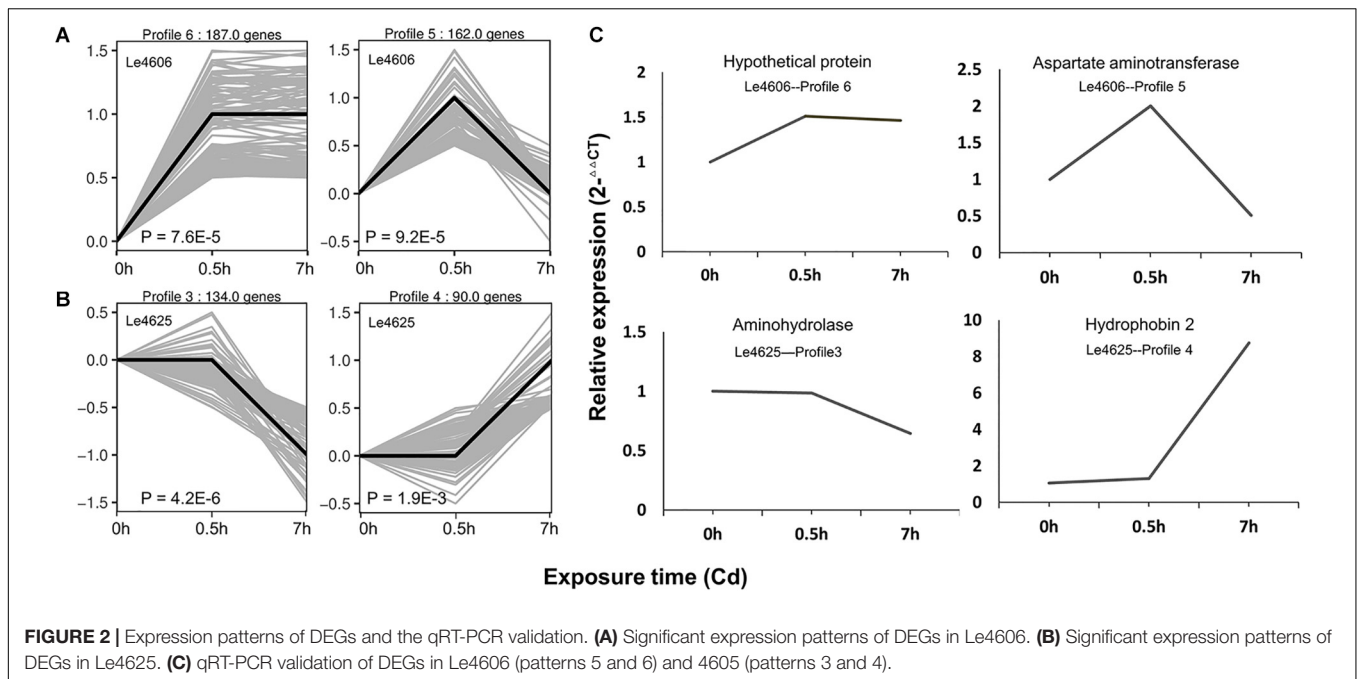 A
Profile 6 : 187.0 genes
Le4606
1.5
1.0
0.5
0.0
P = 7.6E-5
0h
0.5h
7h
Profile 5 : 162.0 genes
Le4606
1.5
1.0
0.5
0.0
−0.5
P = 9.2E-5
0h
0.5h
7h
B
Profile 3 : 134.0 genes
Le4625
0.5
0.0
−0.5
−1.0
−1.5
P = 4.2E-6
0h
0.5h
7h
Profile 4 : 90.0 genes
Le4625
1.5
1.0
0.5
0.0
−0.5
P = 1.9E-3
0h
0.5h
7h
C
Relative expression (2-△△CT)
Hypothetical protein
Le4606--Profile 6
2
1.5
1
0.5
0
0h
0.5h
7h
Aspartate aminotransferase
Le4606--Profile 5
2.5
2
1.5
1
0.5
0
0h
0.5h
7h
Aminohydrolase
Le4625—Profile3
1.5
1
0.5
0
0h
0.5h
7h
Hydrophobin 2
Le4625--Profile 4
10
8
6
4
2
0
0h
0.5h
7h
Exposure time (Cd)
FIGURE 2 | Expression patterns of DEGs and the qRT-PCR validation. (A) Significant expression patterns of DEGs in Le4606. (B) Significant expression patterns of
DEGs in Le4625. (C) qRT-PCR validation of DEGs in Le4606 (patterns 5 and 6) and 4605 (patterns 3 and 4).